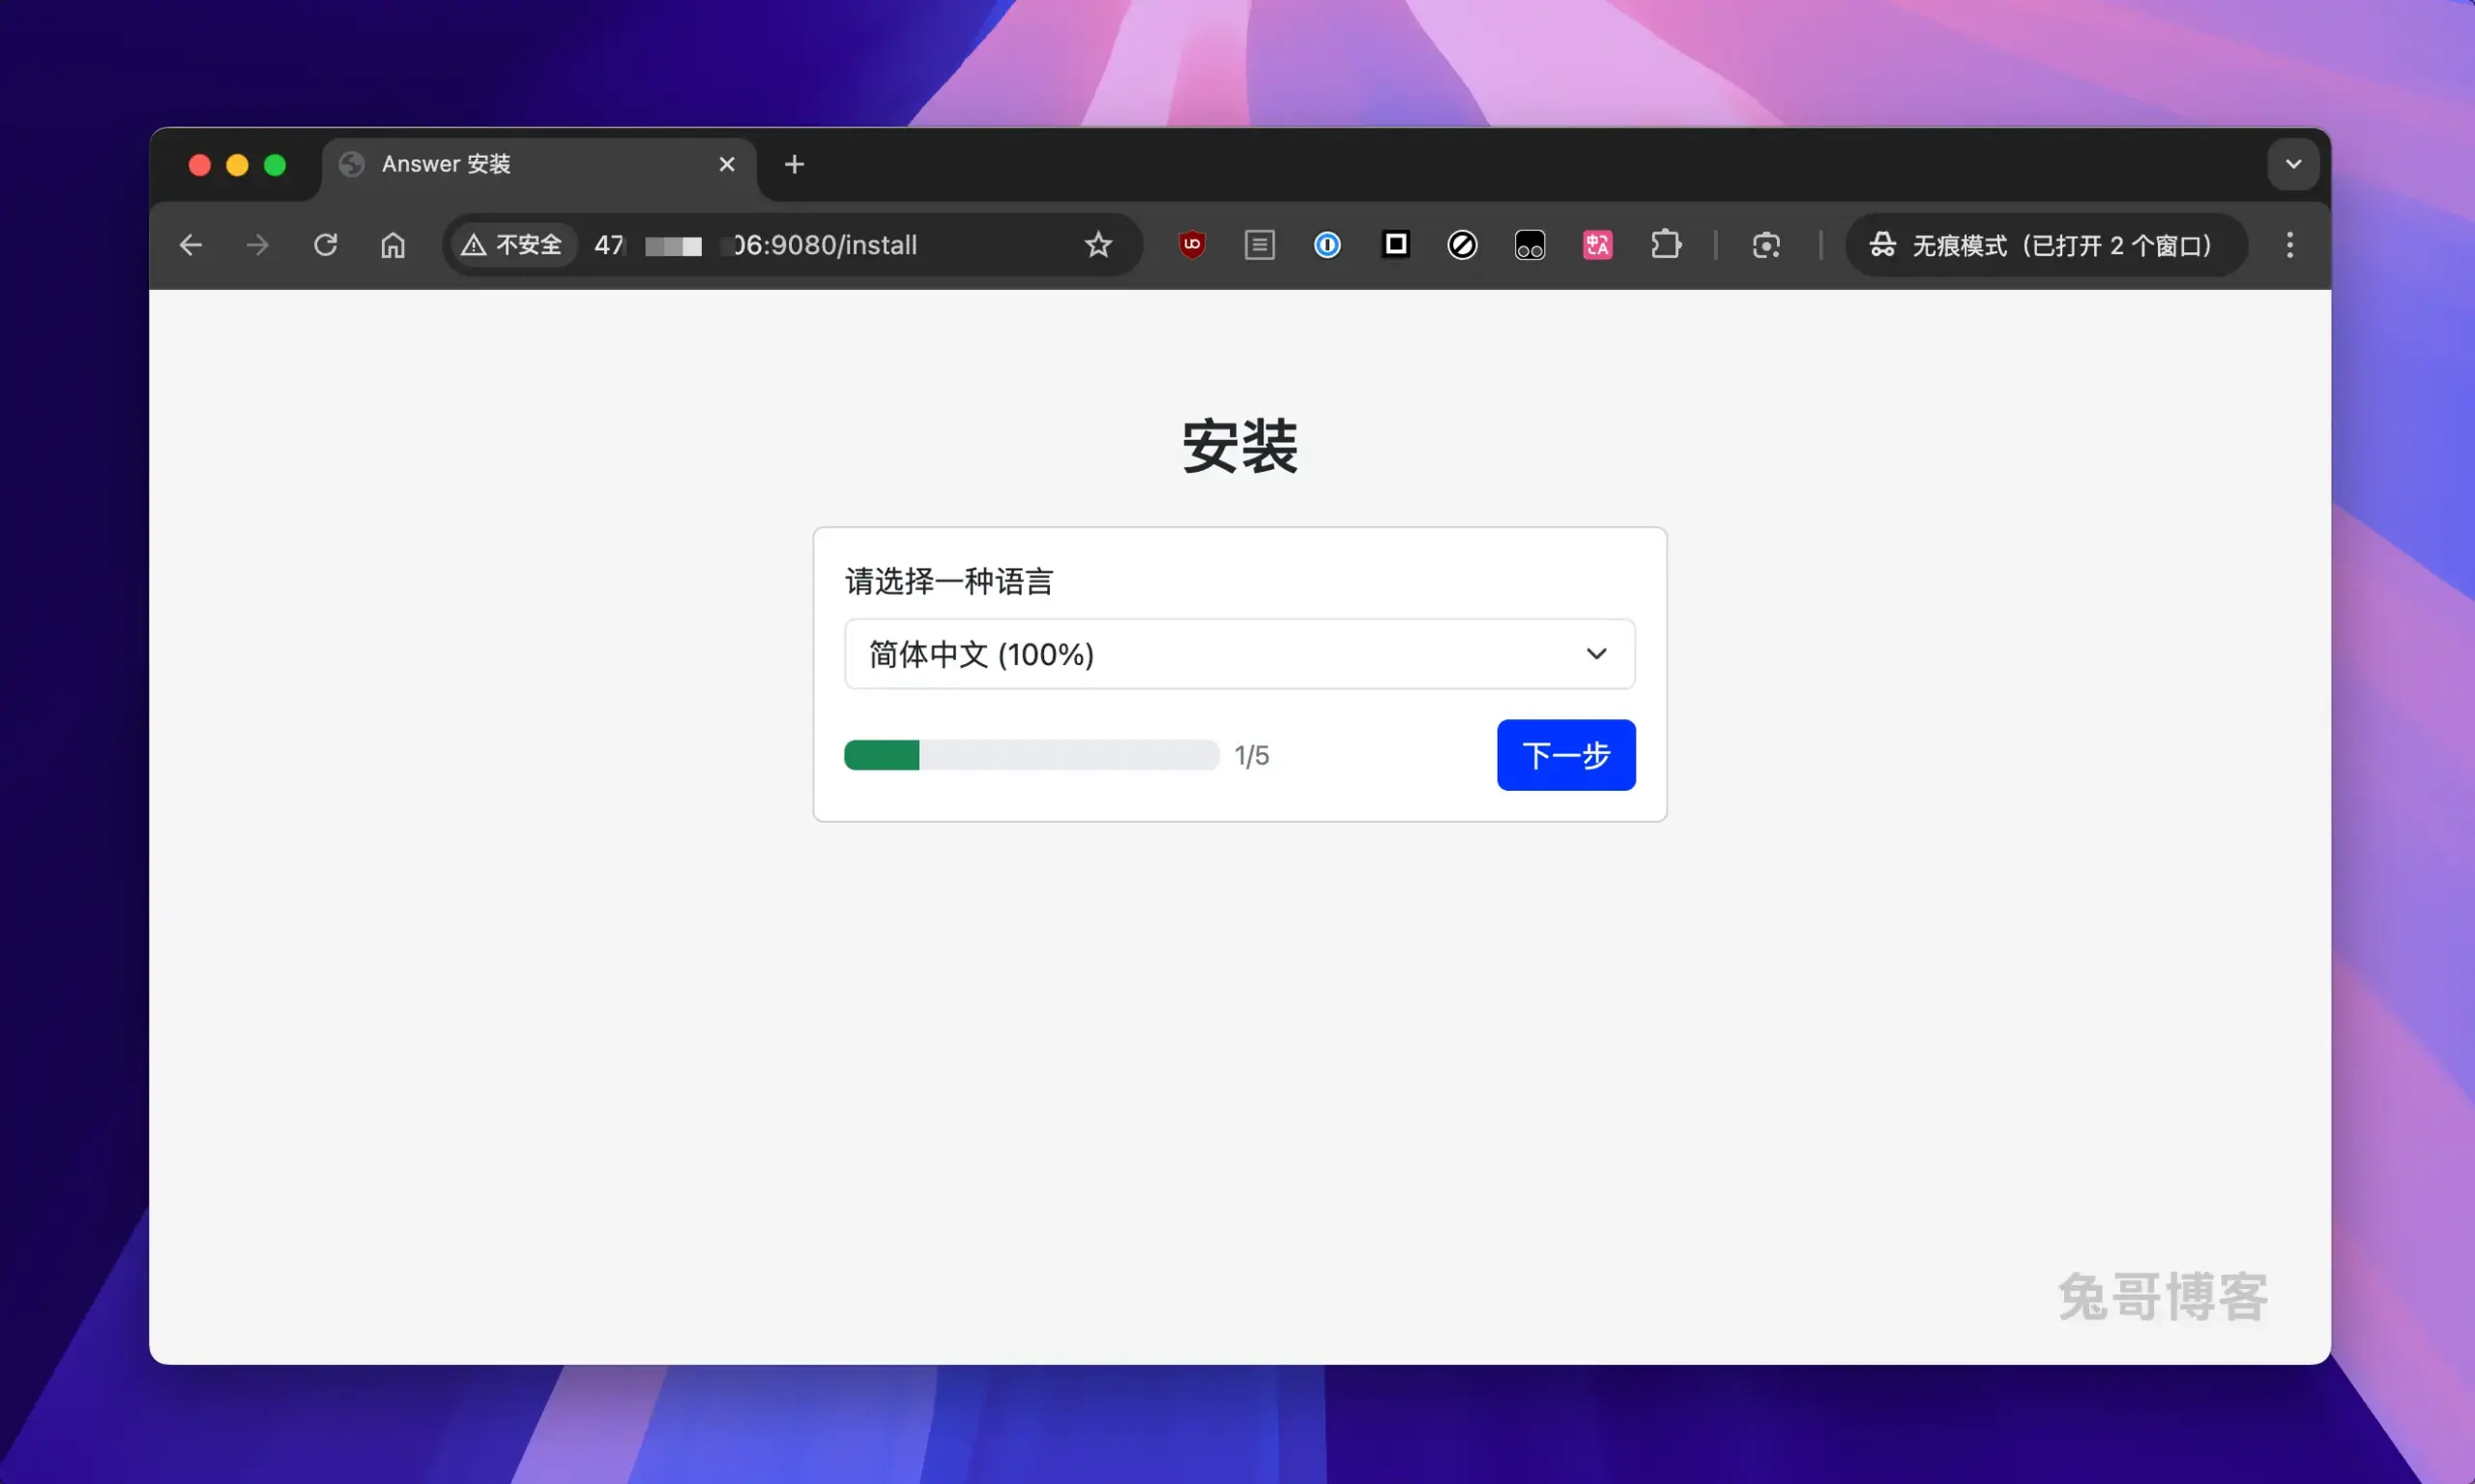 Answer 安装
不安全 47 06:9080/install
无痕模式（已打开 2 个窗口）
安装
请选择一种语言
简体中文 (100%)
1/5 下一步
兔哥博客